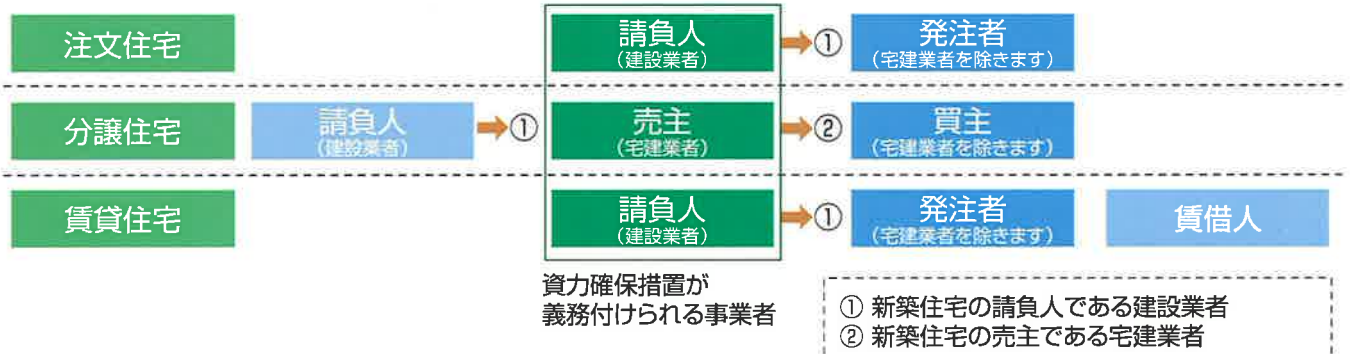 注文住宅
請負人
(建設業者)
①
発注者
(宅建業者を除きます)
分譲住宅
請負人
(建設業者)
①
売主
(宅建業者)
②
買主
(宅建業者を除きます)
賃貸住宅
請負人
(建設業者)
①
発注者
(宅建業者を除きます)
賃借人
資力確保措置が
義務付けられる事業者
① 新築住宅の請負人である建設業者
② 新築住宅の売主である宅建業者